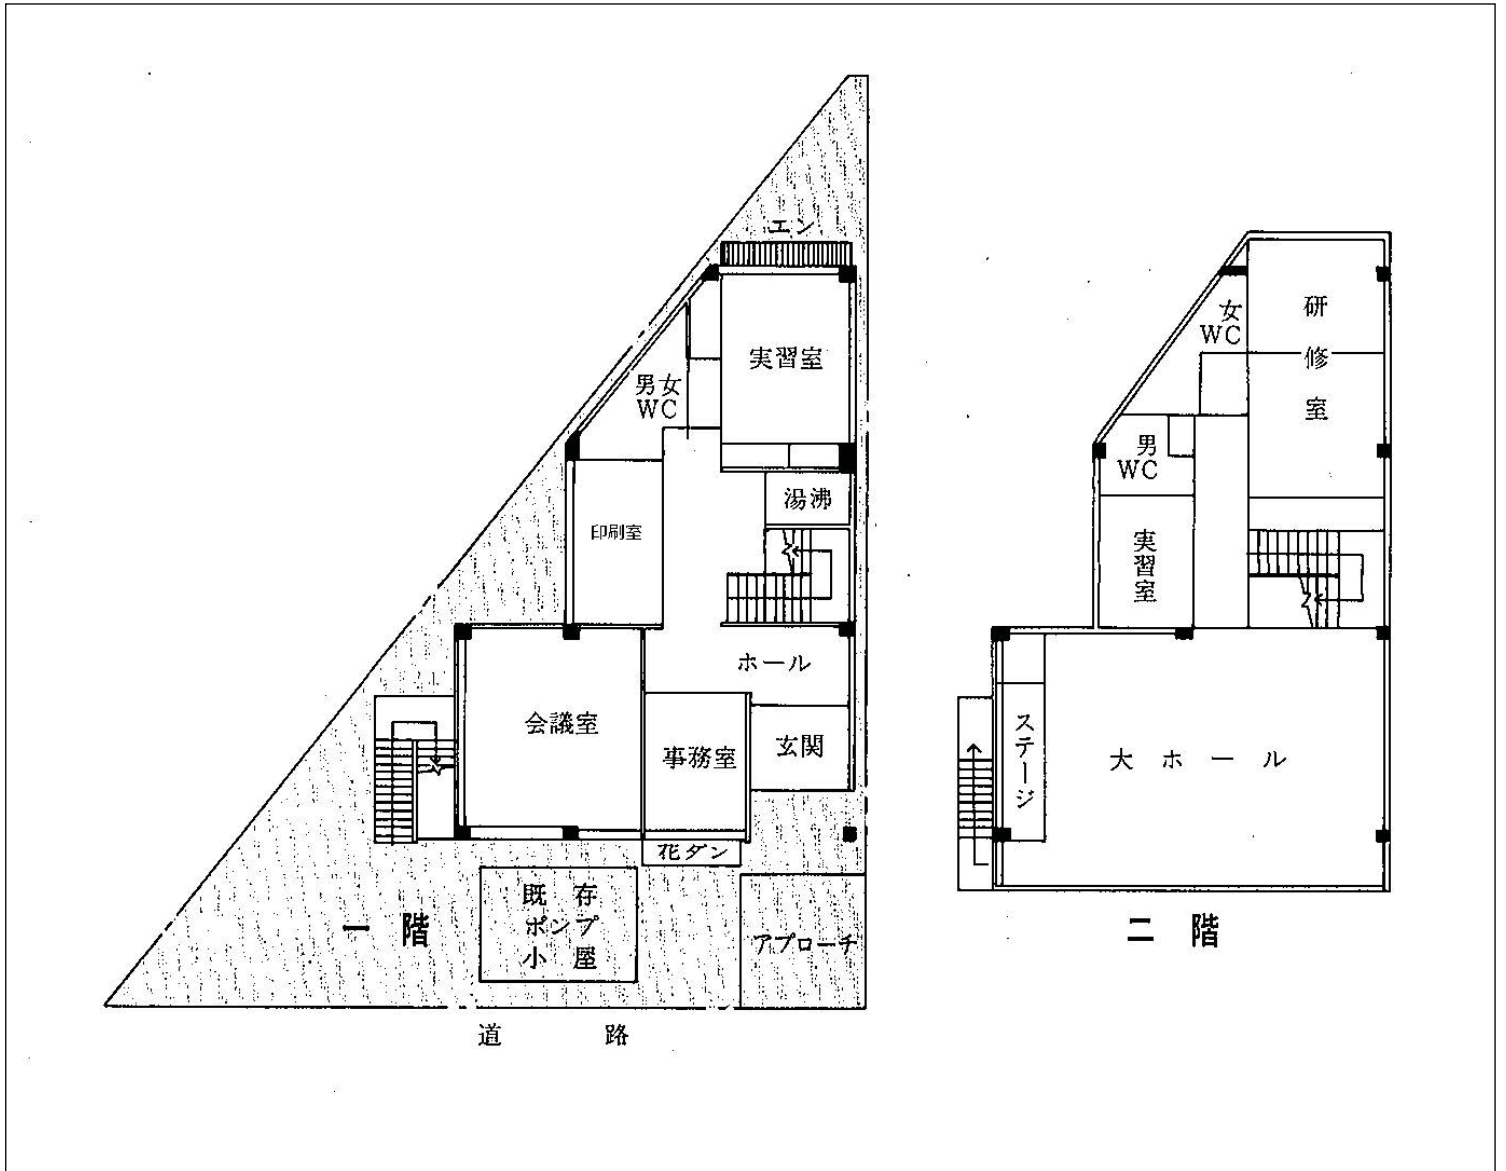 エン
実習室
男女
WC
湯沸
印刷室
ホール
会議室
事務室
玄関
花ダン
既存
ポンプ
小屋
アプローチ
一階
道路
研修室
女
WC
男
WC
実習室
ステージ
大ホール
二階